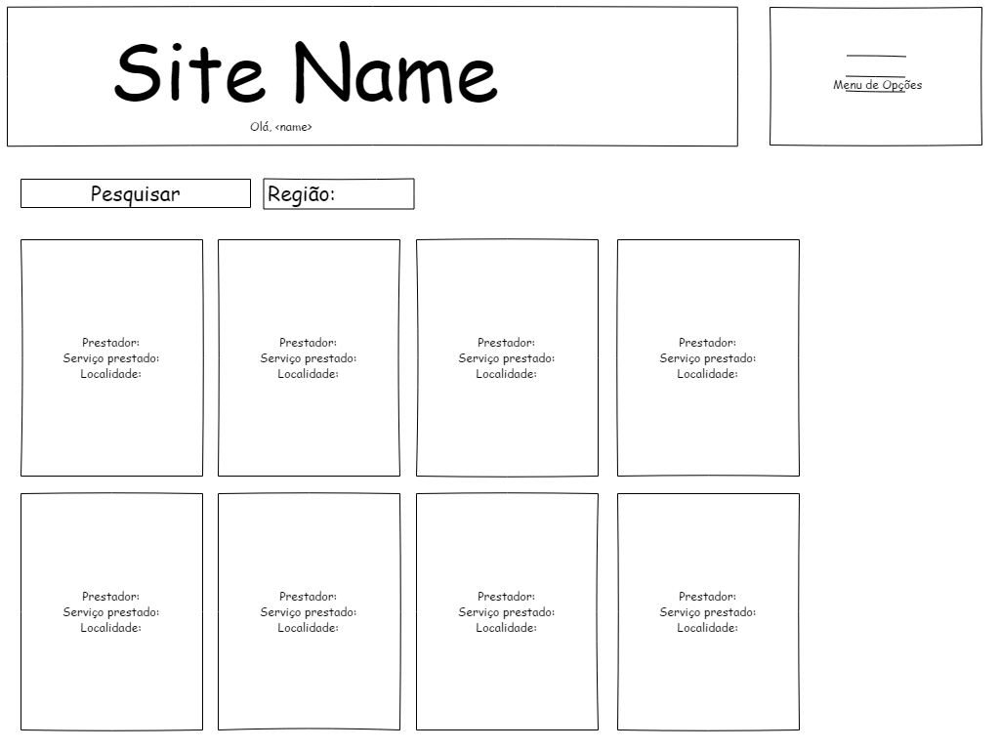 Site Name
Olá, <name>
Menu de Opções
Pesquisar
Região:
Prestador:
Serviço prestado:
Localidade:
Prestador:
Serviço prestado:
Localidade:
Prestador:
Serviço prestado:
Localidade:
Prestador:
Serviço prestado:
Localidade:
Prestador:
Serviço prestado:
Localidade:
Prestador:
Serviço prestado:
Localidade:
Prestador:
Serviço prestado:
Localidade:
Prestador:
Serviço prestado:
Localidade: